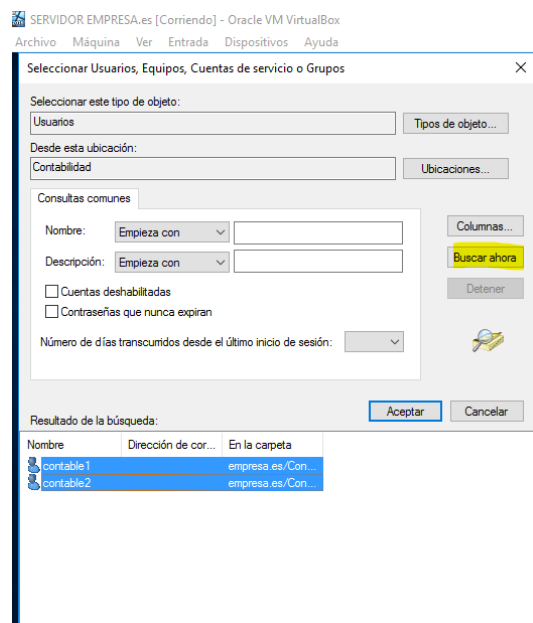 SERVIDOR EMPRESA.es [Corriendo] - Oracle VM VirtualBox
Archivo Máquina Ver Entrada Dispositivos Ayuda
Seleccionar Usuarios, Equipos, Cuentas de servicio o Grupos
Seleccionar este tipo de objeto:
Usuarios Tipos de objeto...
Desde esta ubicación:
Contabilidad Ubicaciones...
Consultas comunes
Nombre: Empieza con Columnas...
Descripción: Empieza con Buscar ahora
Cuentas deshabilitadas Detener
Contraseñas que nunca expiran
Número de días transcurridos desde el último inicio de sesión:
Aceptar Cancelar
Resultado de la búsqueda:
Nombre Dirección de cor... En la carpeta
contable1 empresa.es/Con...
contable2 empresa.es/Con...